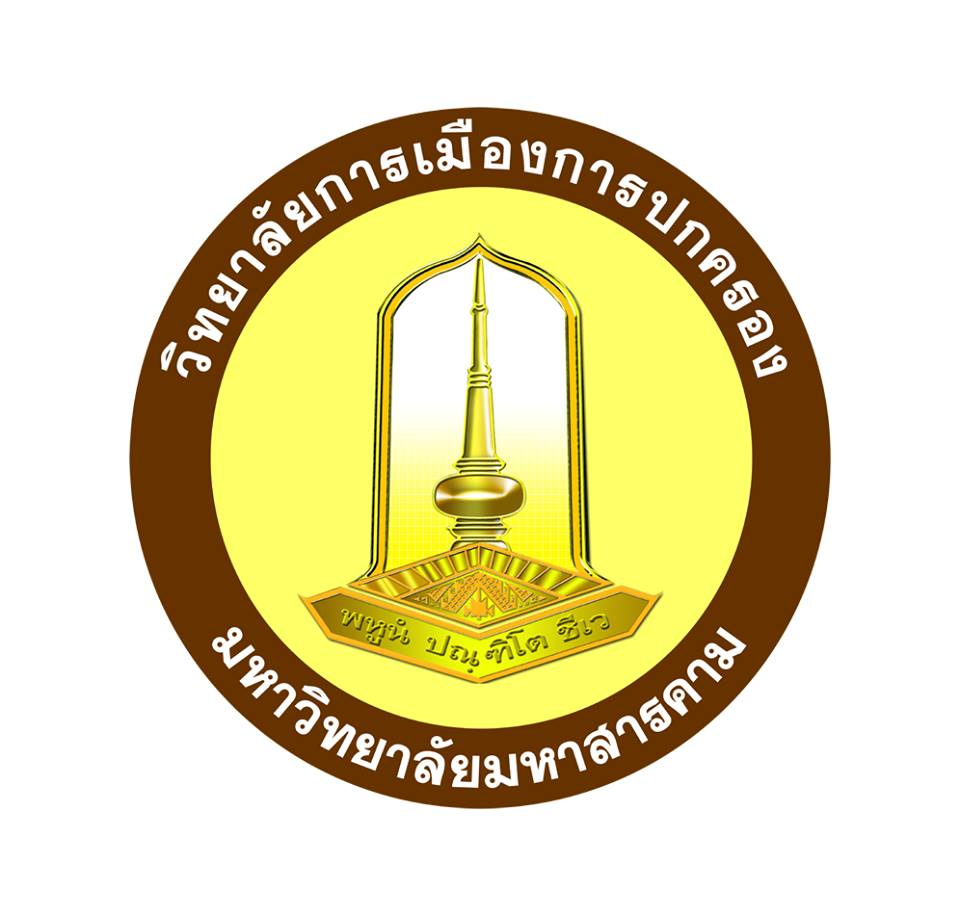 วิทยาลัยการเมืองการปกครอง
พหูนํ ปณฺฑิโต ชีเว
มหาวิทยาลัยมหาสารคาม